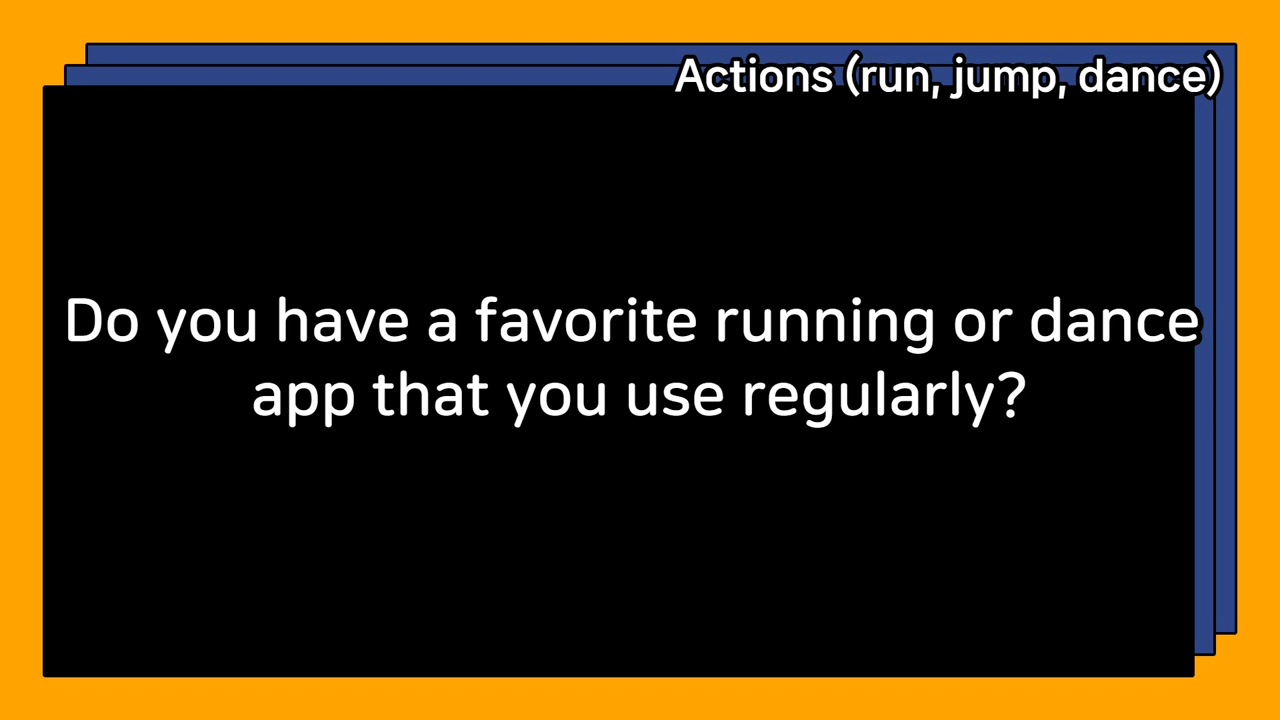 Actions (run, jump, dance)
Do you have a favorite running or dance
app that you use regularly?